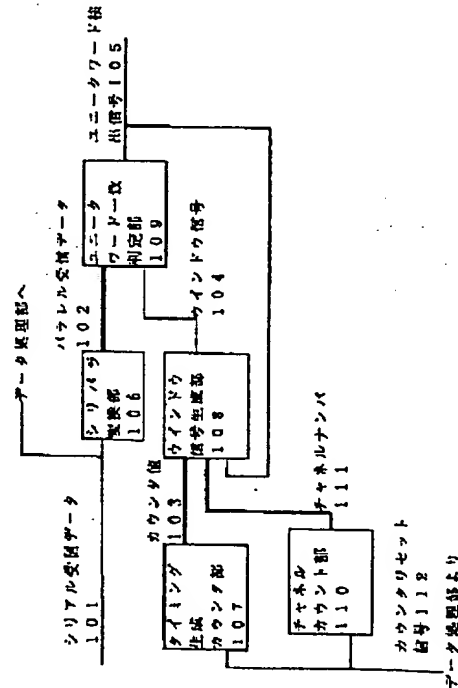 シリアル受信データ
101
データ処理部へ
シリパラ
変換部
106
パラレル受信データ
102
ユニーク
ワード一致
判定部
109
ユニークワード検
出信号105
カウンタ値
103
タイミング
生成
カウンタ部
107
ウインドウ
信号生成部
108
ウインドウ信号
104
チャネル
カウント部
110
チャネルナンバ
111
カウンタリセット
信号112
データ処理部より